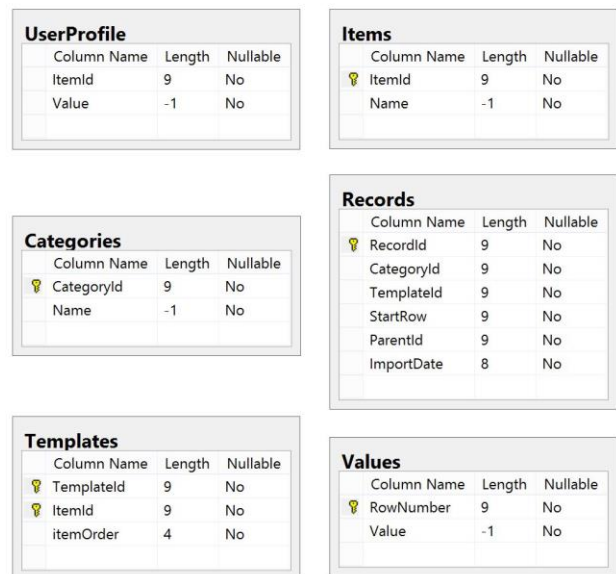 UserProfile
Column Name Length Nullable
ItemId 9 No
Value -1 No
Items
Column Name Length Nullable
ItemId 9 No
Name -1 No
Categories
Column Name Length Nullable
CategoryId 9 No
Name -1 No
Records
Column Name Length Nullable
RecordId 9 No
CategoryId 9 No
TemplateId 9 No
StartRow 9 No
ParentId 9 No
ImportDate 8 No
Templates
Column Name Length Nullable
TemplateId 9 No
ItemId 9 No
itemOrder 4 No
Values
Column Name Length Nullable
RowNumber 9 No
Value -1 No